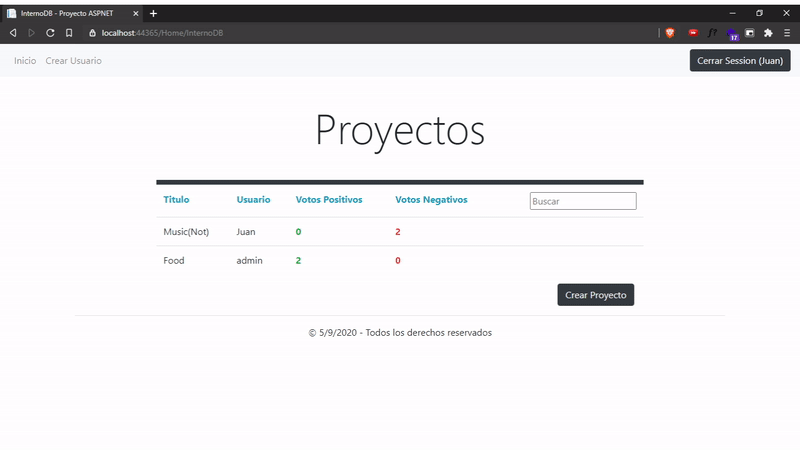 InternoDB - Proyecto ASPNET
localhost:44365/Home/InternoDB
17
Inicio Crear Usuario Cerrar Session (Juan)
Proyectos
Titulo Usuario Votos Positivos Votos Negativos Buscar
Music(Not) Juan 0 2
Food admin 2 0
Crear Proyecto
© 5/9/2020 - Todos los derechos reservados